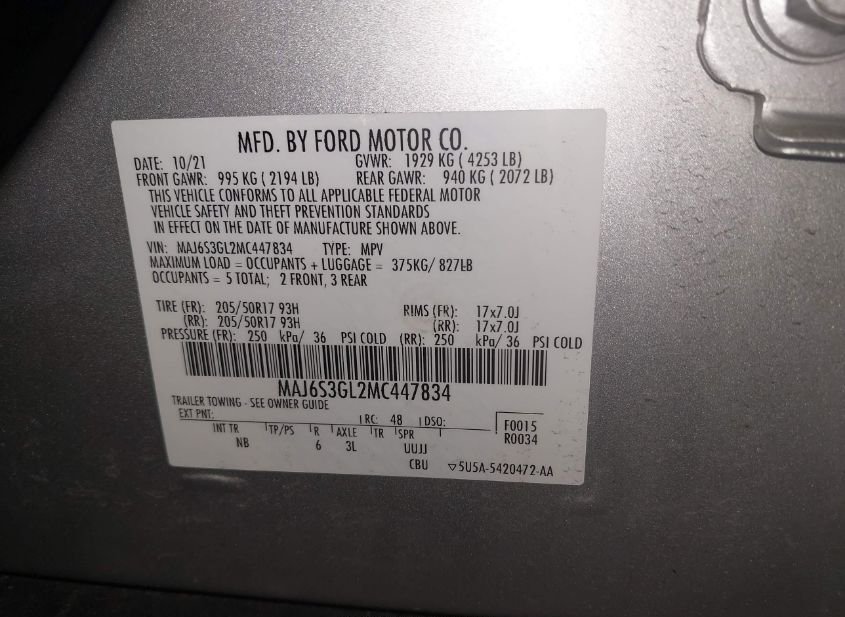 MFD. BY FORD MOTOR CO.
DATE: 10/21 GVWR: 1929 KG ( 4253 LB)
FRONT GAWR: 995 KG ( 2194 LB) REAR GAWR: 940 KG ( 2072 LB)
THIS VEHICLE CONFORMS TO ALL APPLICABLE FEDERAL MOTOR
VEHICLE SAFETY AND THEFT PREVENTION STANDARDS
IN EFFECT ON THE DATE OF MANUFACTURE SHOWN ABOVE.
VIN: MAJ6S3GL2MC447834 TYPE: MPV
MAXIMUM LOAD = OCCUPANTS + LUGGAGE = 375KG/ 827LB
OCCUPANTS = 5 TOTAL; 2 FRONT, 3 REAR
TIRE (FR): 205/50R17 93H RIMS (FR): 17x7.0J
(RR): 205/50R17 93H (RR): 17x7.0J
PRESSURE (FR): 250 kPa/ 36 PSI COLD (RR): 250 kPa/ 36 PSI COLD
MAJ6S3GL2MC447834
TRAILER TOWING - SEE OWNER GUIDE
EXT PNT: RC: 48 DSO: F0015
R0034
INT TR TP/PS R AXLE TR SPR
NB 6 3L UUJJ
CBU ▽5U5A-5420472-AA